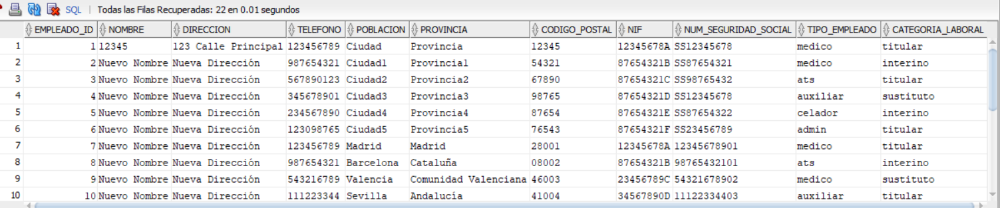 SQL | Todas las Filas Recuperadas: 22 en 0.01 segundos
EMPLEADO_ID NOMBRE DIRECCION TELEFONO POBLACION PROVINCIA CODIGO_POSTAL NIF NUM_SEGURIDAD_SOCIAL TIPO_EMPLEADO CATEGORIA_LABORAL
1 1 12345 123 Calle Principal 123456789 Ciudad Provincia 12345 12345678A SS12345678 medico titular
2 2 Nuevo Nombre Nueva Dirección 987654321 Ciudad1 Provincia1 54321 87654321B SS87654321 medico interino
3 3 Nuevo Nombre Nueva Dirección 567890123 Ciudad2 Provincia2 67890 87654321C SS98765432 ats titular
4 4 Nuevo Nombre Nueva Dirección 345678901 Ciudad3 Provincia3 98765 87654321D SS12345678 auxiliar sustituto
5 5 Nuevo Nombre Nueva Dirección 234567890 Ciudad4 Provincia4 87654 87654321E SS87654322 celador interino
6 6 Nuevo Nombre Nueva Dirección 123098765 Ciudad5 Provincia5 76543 87654321F SS23456789 admin titular
7 7 Nuevo Nombre Nueva Dirección 123456789 Madrid Madrid 28001 12345678A 12345678901 medico titular
8 8 Nuevo Nombre Nueva Dirección 987654321 Barcelona Cataluña 08002 87654321B 98765432101 ats interino
9 9 Nuevo Nombre Nueva Dirección 543216789 Valencia Comunidad Valenciana 46003 23456789C 54321678902 medico sustituto
10 10 Nuevo Nombre Nueva Dirección 111223344 Sevilla Andalucía 41004 34567890D 11122334403 auxiliar titular